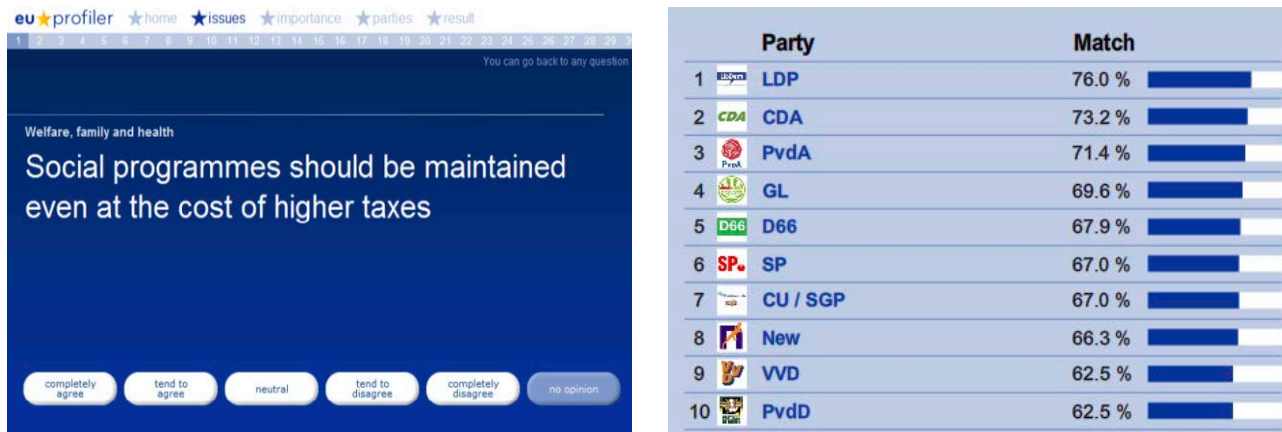 eu profiler home issues importance parties result
1 2 3 4 5 6 7 8 9 10 11 12 13 14 15 16 17 18 19 20 21 22 23 24 25 26 27 28 29 3
You can go back to any question
Welfare, family and health
Social programmes should be maintained
even at the cost of higher taxes
completely
agree
tend to
agree
neutral
tend to
disagree
completely
disagree
no opinion
Party Match
1 LDP 76.0 %
2 CDA CDA 73.2 %
3 PvdA PvdA 71.4 %
4 GL 69.6 %
5 D66 D66 67.9 %
6 SP. SP 67.0 %
7 CU / SGP 67.0 %
8 New 66.3 %
9 VVD VVD 62.5 %
10 PvdD 62.5 %